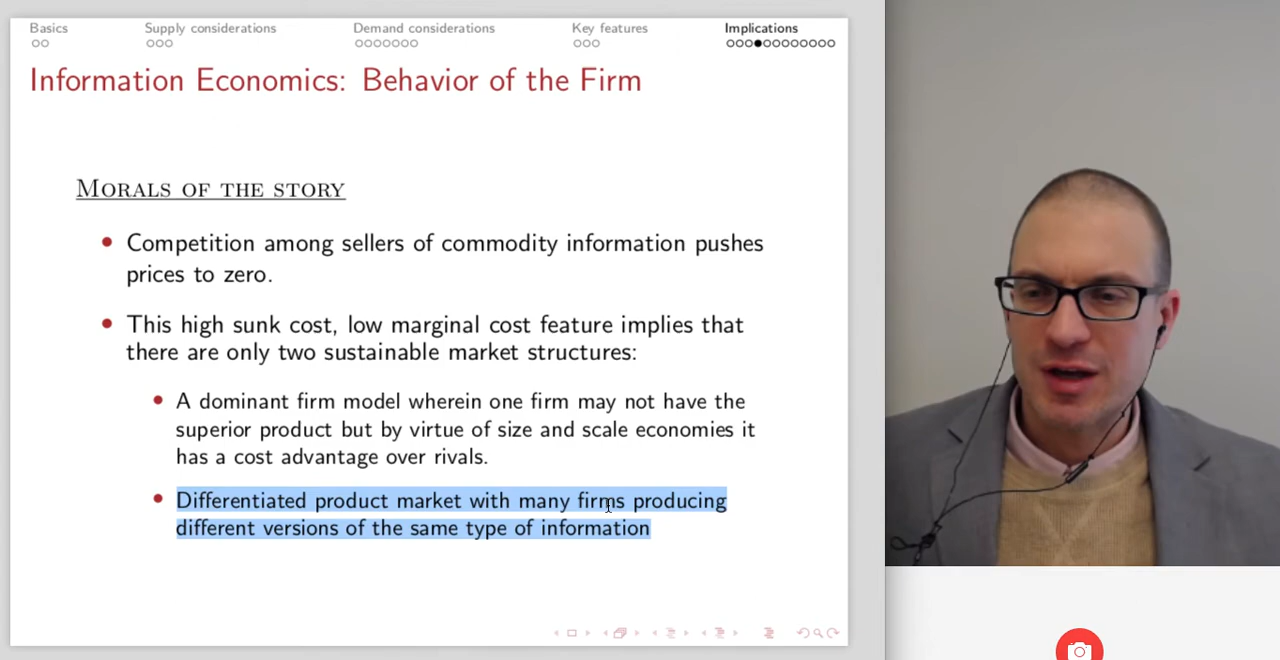 Basics Supply considerations Demand considerations Key features Implications
Information Economics: Behavior of the Firm
Morals of the story
Competition among sellers of commodity information pushes
prices to zero.
This high sunk cost, low marginal cost feature implies that
there are only two sustainable market structures:
A dominant firm model wherein one firm may not have the
superior product but by virtue of size and scale economies it
has a cost advantage over rivals.
Differentiated product market with many firms producing
different versions of the same type of information